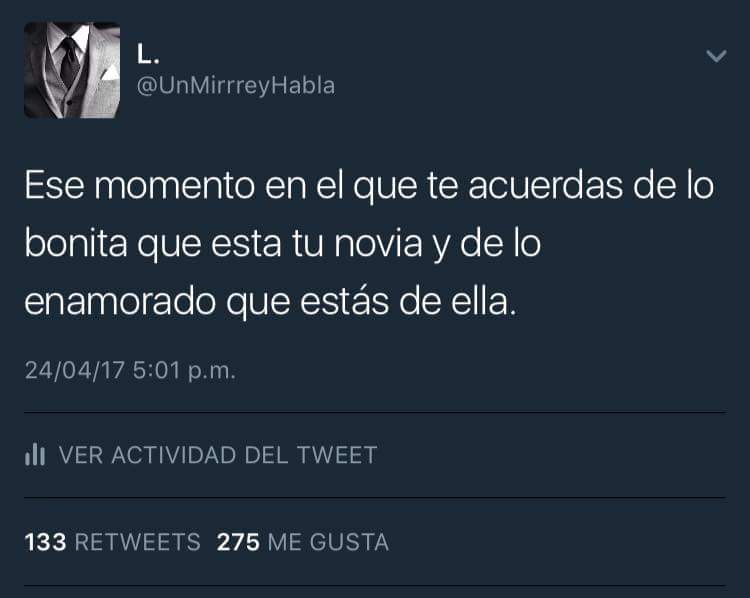 L.
@UnMirrreyHabla
Ese momento en el que te acuerdas de lo
bonita que esta tu novia y de lo
enamorado que estás de ella.
24/04/17 5:01 p.m.
VER ACTIVIDAD DEL TWEET
133 RETWEETS 275 ME GUSTA